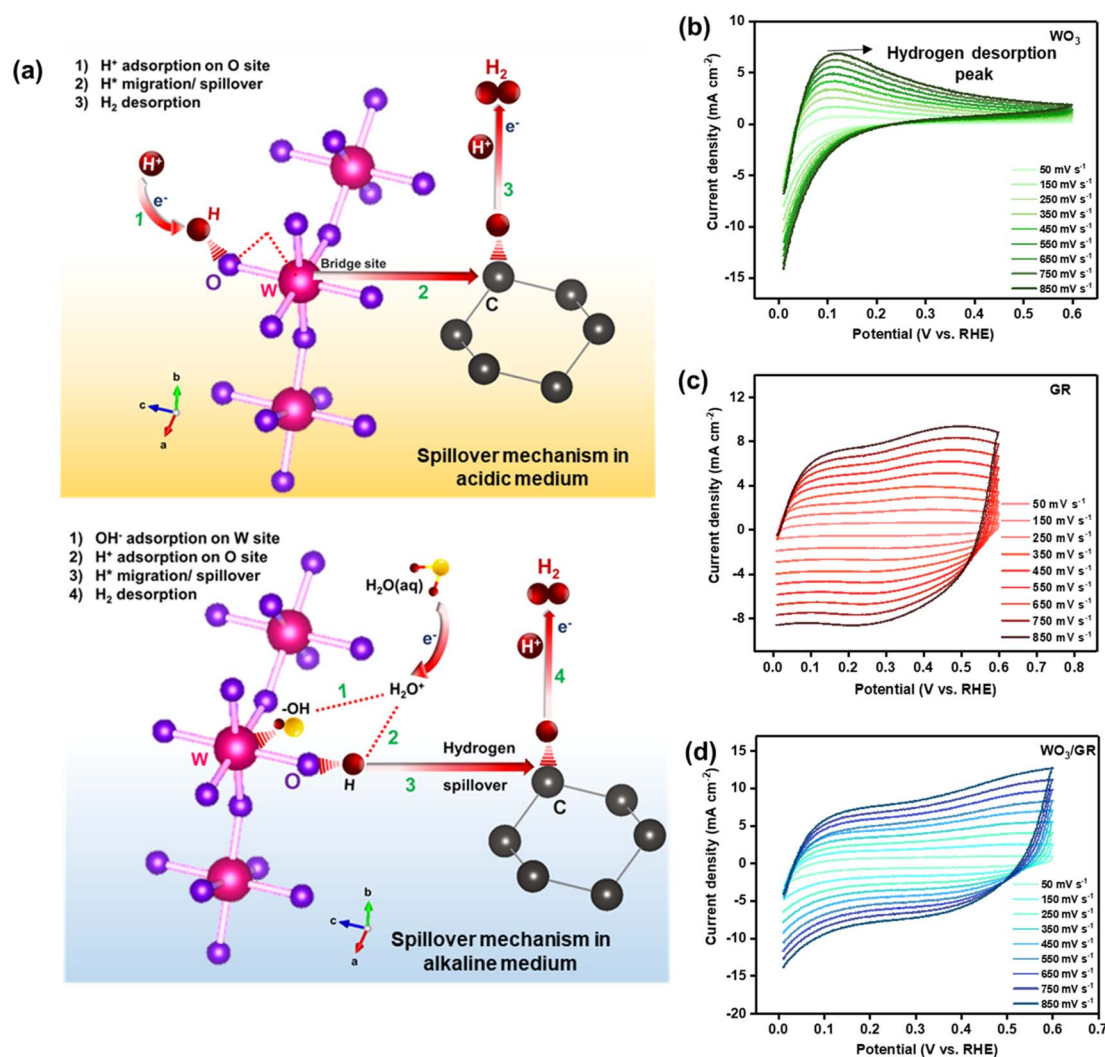 (a)
1) H⁺ adsorption on O site
2) H* migration/ spillover
3) H₂ desorption
H⁺
e⁻
1
H
O
W
Bridge site
2
C
3
H⁺
e⁻
H₂
b
c
a
Spillover mechanism in
acidic medium
1) OH⁻ adsorption on W site
2) H⁺ adsorption on O site
3) H* migration/ spillover
4) H₂ desorption
H₂O(aq)
e⁻
H₂O⁺
1
-OH
2
W
O
H
Hydrogen
3
spillover
C
4
H⁺
e⁻
H₂
b
c
a
Spillover mechanism in
alkaline medium
(b)
WO₃
Hydrogen desorption
peak
Current density (mA cm⁻²)
10
5
0
-5
-10
-15
50 mV s⁻¹
150 mV s⁻¹
250 mV s⁻¹
350 mV s⁻¹
450 mV s⁻¹
550 mV s⁻¹
650 mV s⁻¹
750 mV s⁻¹
850 mV s⁻¹
0.0 0.1 0.2 0.3 0.4 0.5 0.6
Potential (V vs. RHE)
(c)
GR
Current density (mA cm⁻²)
12
8
4
0
-4
-8
50 mV s⁻¹
150 mV s⁻¹
250 mV s⁻¹
350 mV s⁻¹
450 mV s⁻¹
550 mV s⁻¹
650 mV s⁻¹
750 mV s⁻¹
850 mV s⁻¹
0.0 0.1 0.2 0.3 0.4 0.5 0.6 0.7 0.8
Potential (V vs. RHE)
(d)
WO₃/GR
Current density (mA cm⁻²)
15
10
5
0
-5
-10
-15
-20
50 mV s⁻¹
150 mV s⁻¹
250 mV s⁻¹
350 mV s⁻¹
450 mV s⁻¹
550 mV s⁻¹
650 mV s⁻¹
750 mV s⁻¹
850 mV s⁻¹
0.0 0.1 0.2 0.3 0.4 0.5 0.6 0.7
Potential (V vs. RHE)